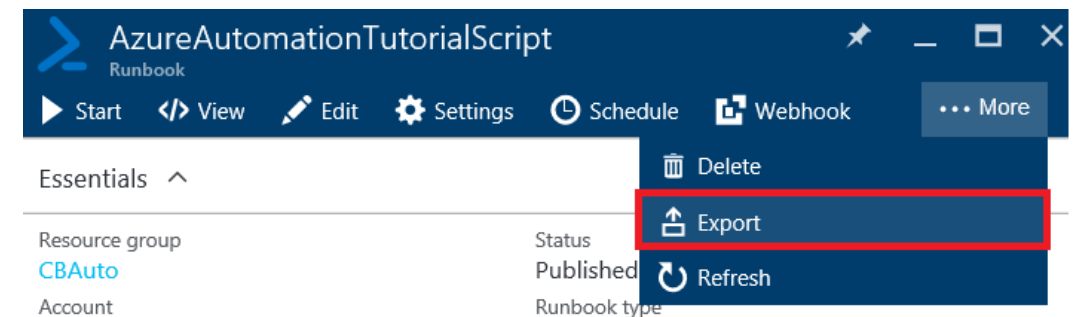 AzureAutomationTutorialScript
Runbook
Start </> View Edit Settings Schedule Webhook ••• More
Delete
Essentials
Export
Resource group Status
CBAuto Published
Refresh
Account Runbook type